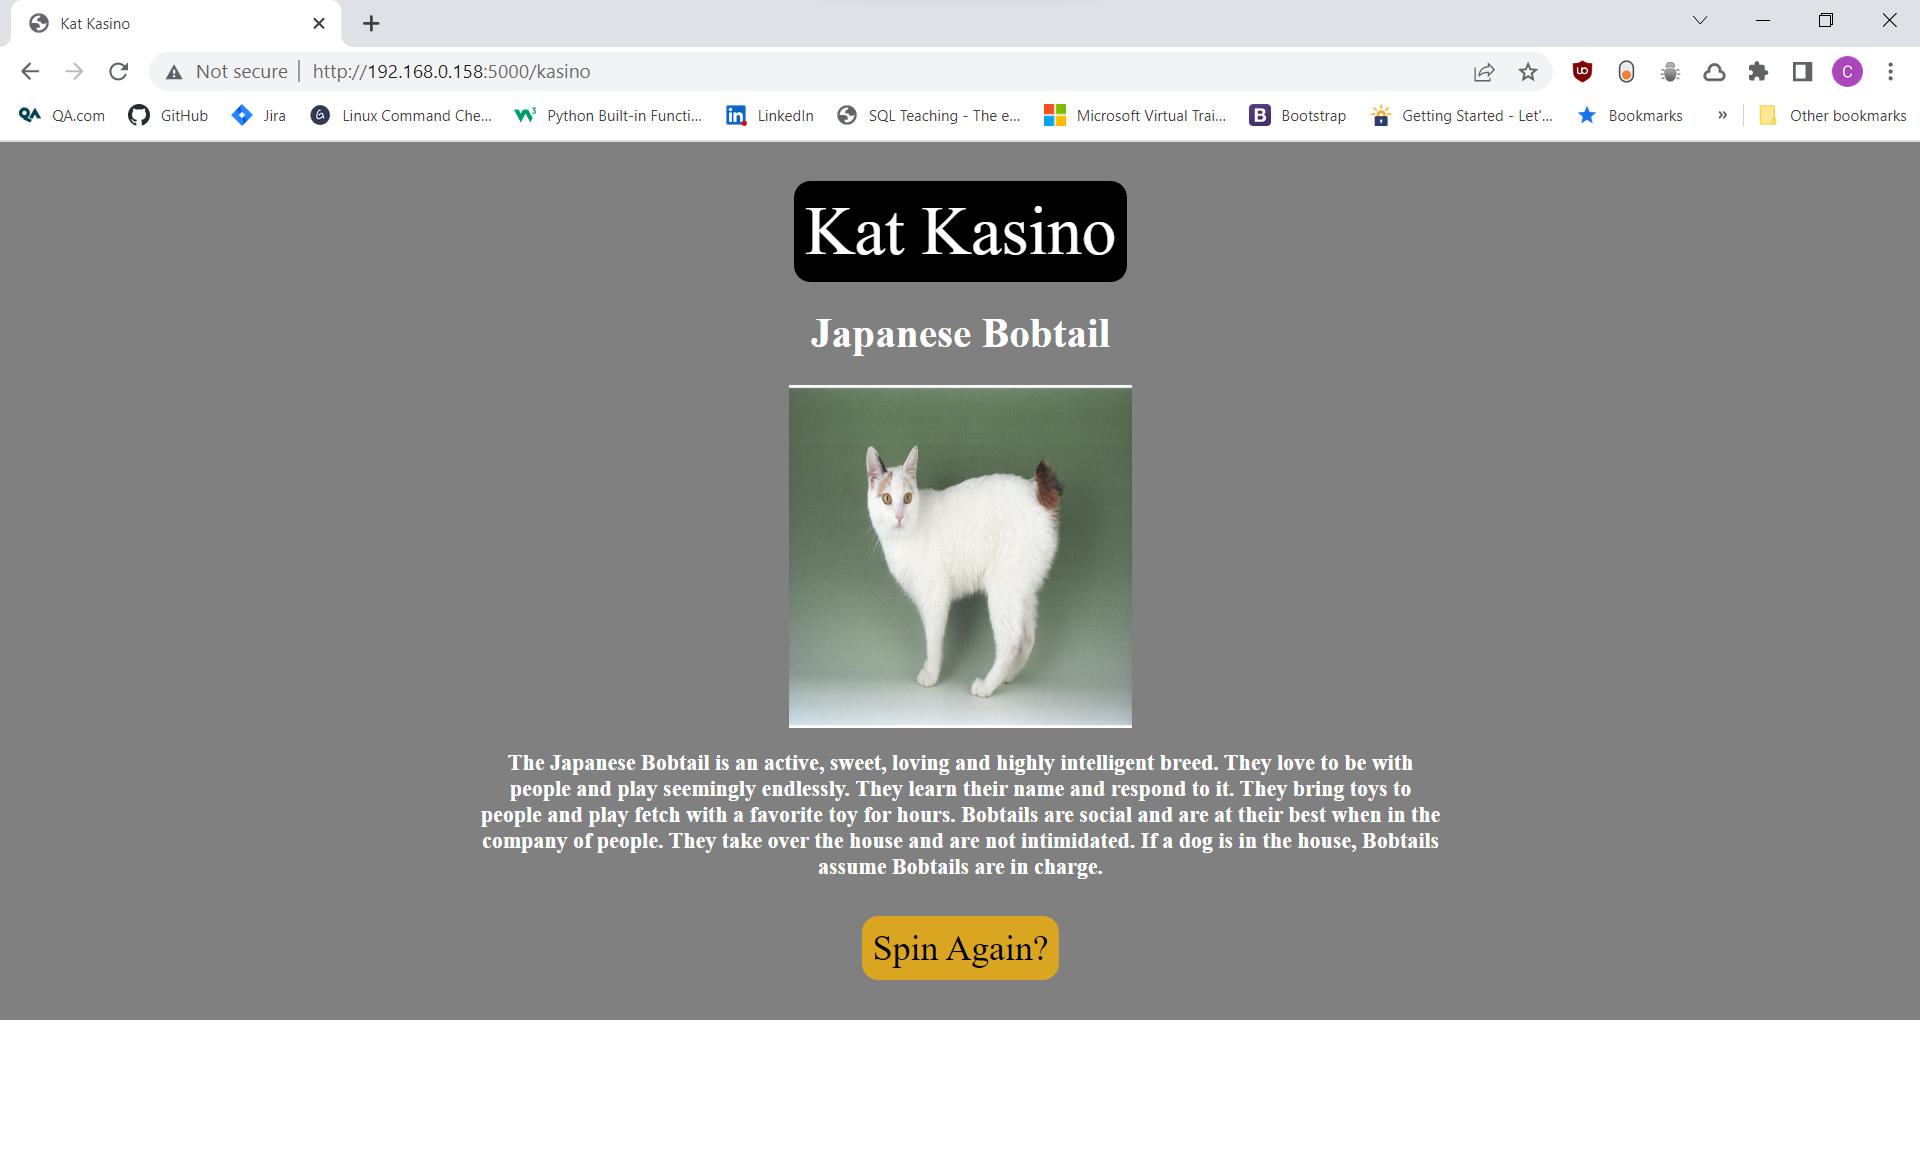 Kat Kasino
Not secure | http://192.168.0.158:5000/kasino
C
QA.com
GitHub
Jira
Linux Command Che...
Python Built-in Functi...
LinkedIn
SQL Teaching - The e...
Microsoft Virtual Trai...
B
Bootstrap
Getting Started - Let'...
Bookmarks
»
Other bookmarks
Kat Kasino
Japanese Bobtail
The Japanese Bobtail is an active, sweet, loving and highly intelligent breed. They love to be with
people and play seemingly endlessly. They learn their name and respond to it. They bring toys to
people and play fetch with a favorite toy for hours. Bobtails are social and are at their best when in the
company of people. They take over the house and are not intimidated. If a dog is in the house, Bobtails
assume Bobtails are in charge.
Spin Again?